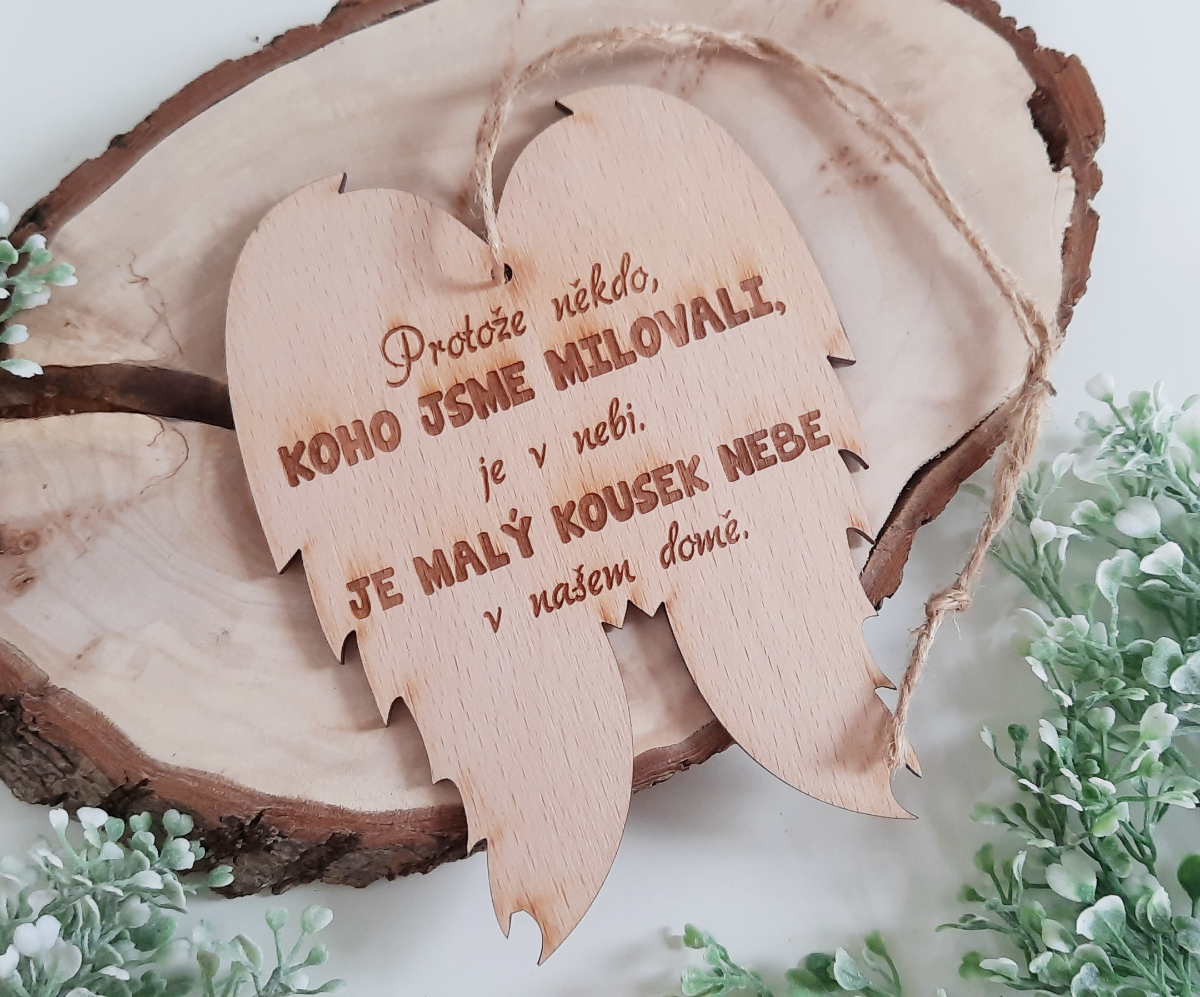 Protože někdo,
KOHO JSME MILOVALI,
je v nebi.
JE MALÝ KOUSEK NEBE
v našem domě.